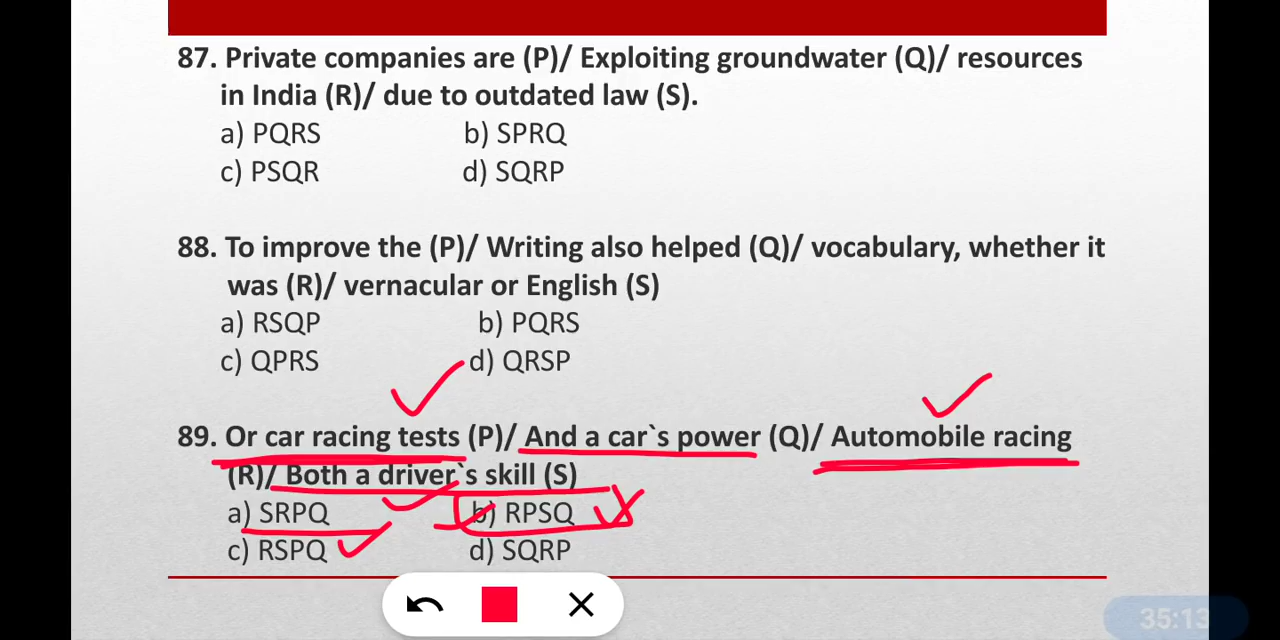 87. Private companies are (P)/ Exploiting groundwater (Q)/ resources
in India (R)/ due to outdated law (S).
a) PQRS b) SPRQ
c) PSQR d) SQRP
88. To improve the (P)/ Writing also helped (Q)/ vocabulary, whether it
was (R)/ vernacular or English (S)
a) RSQP b) PQRS
c) QPRS d) QRSP
89. Or car racing tests (P)/ And a car`s power (Q)/ Automobile racing
(R)/ Both a driver`s skill (S)
a) SRPQ b) RPSQ
c) RSPQ d) SQRP
35:13